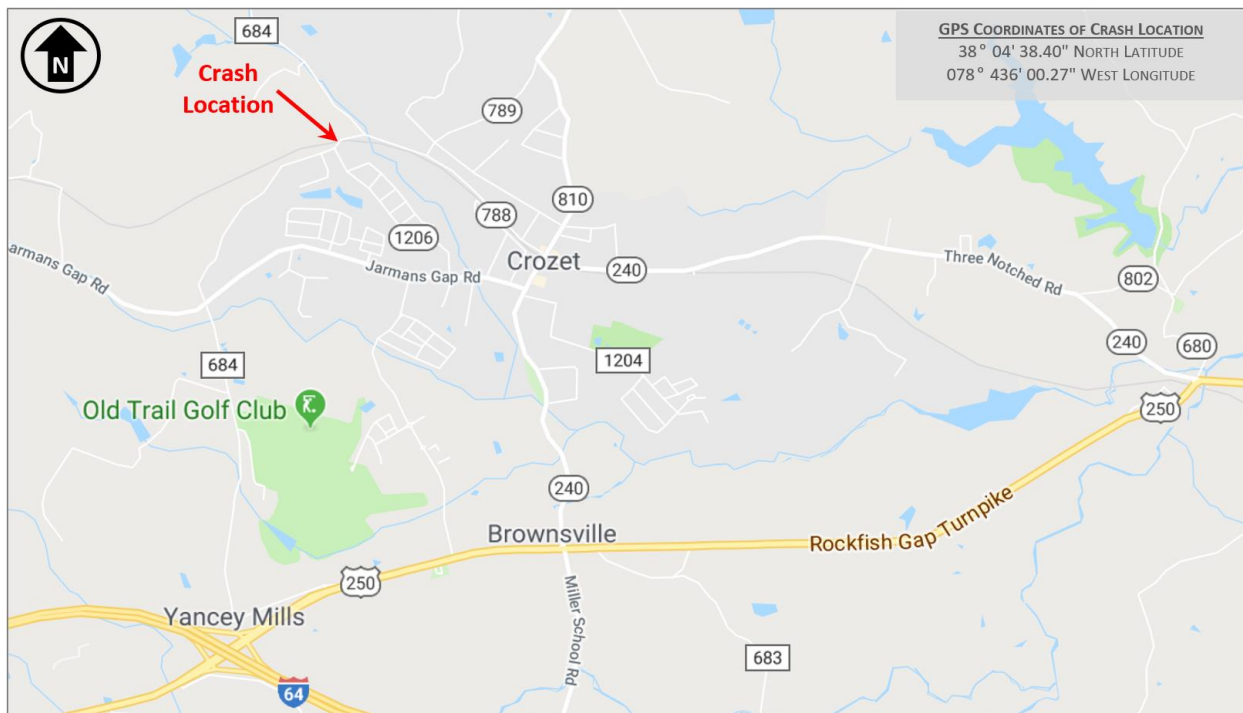 N
684
Crash
Location
GPS COORDINATES OF CRASH LOCATION
38° 04' 38.40" NORTH LATITUDE
078° 436' 00.27" WEST LONGITUDE
789
810
788
1206
Crozet
240
Jarmans Gap Rd
armans Gap Rd
Three Notched Rd
802
240
680
1204
684
250
Old Trail Golf Club
240
Brownsville
Rockfish Gap Turnpike
250
Yancey Mills
Miller School Rd
683
64